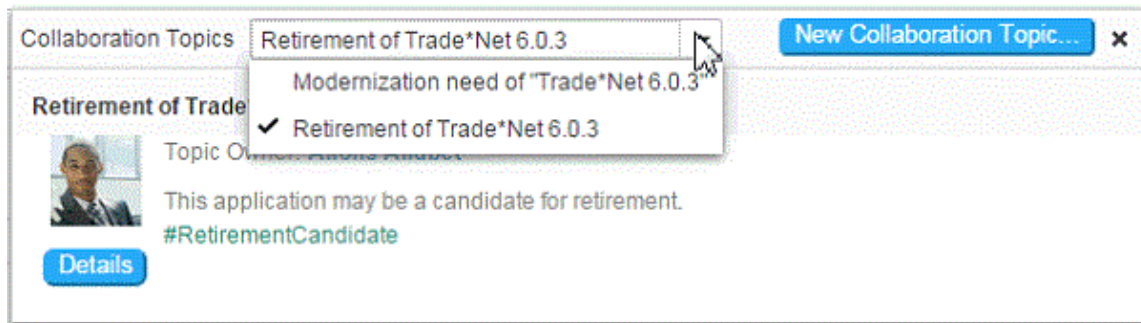 Collaboration Topics Retirement of Trade*Net 6.0.3 New Collaboration Topic...
Modernization need of "Trade*Net 6.0.3"
Retirement of Trade
Retirement of Trade*Net 6.0.3
Topic
This application may be a candidate for retirement.
#RetirementCandidate
Details